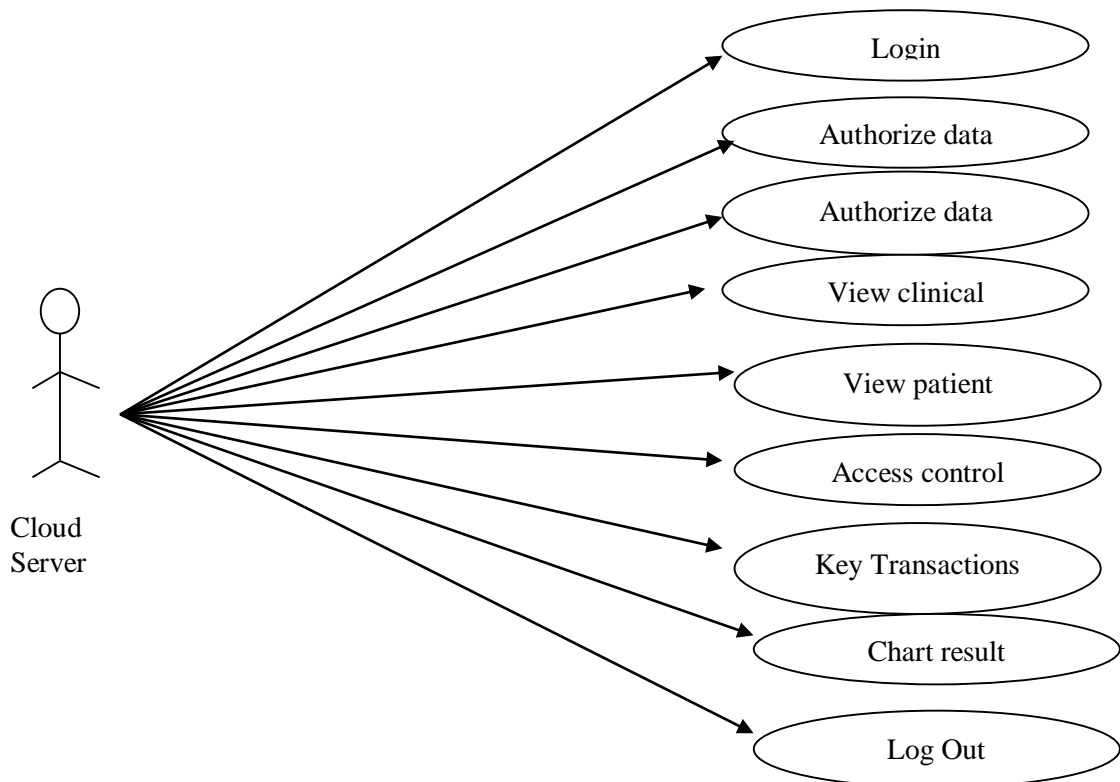 Login
Authorize data
Authorize data
View clinical
View patient
Access control
Key Transactions
Chart result
Log Out
Cloud
Server